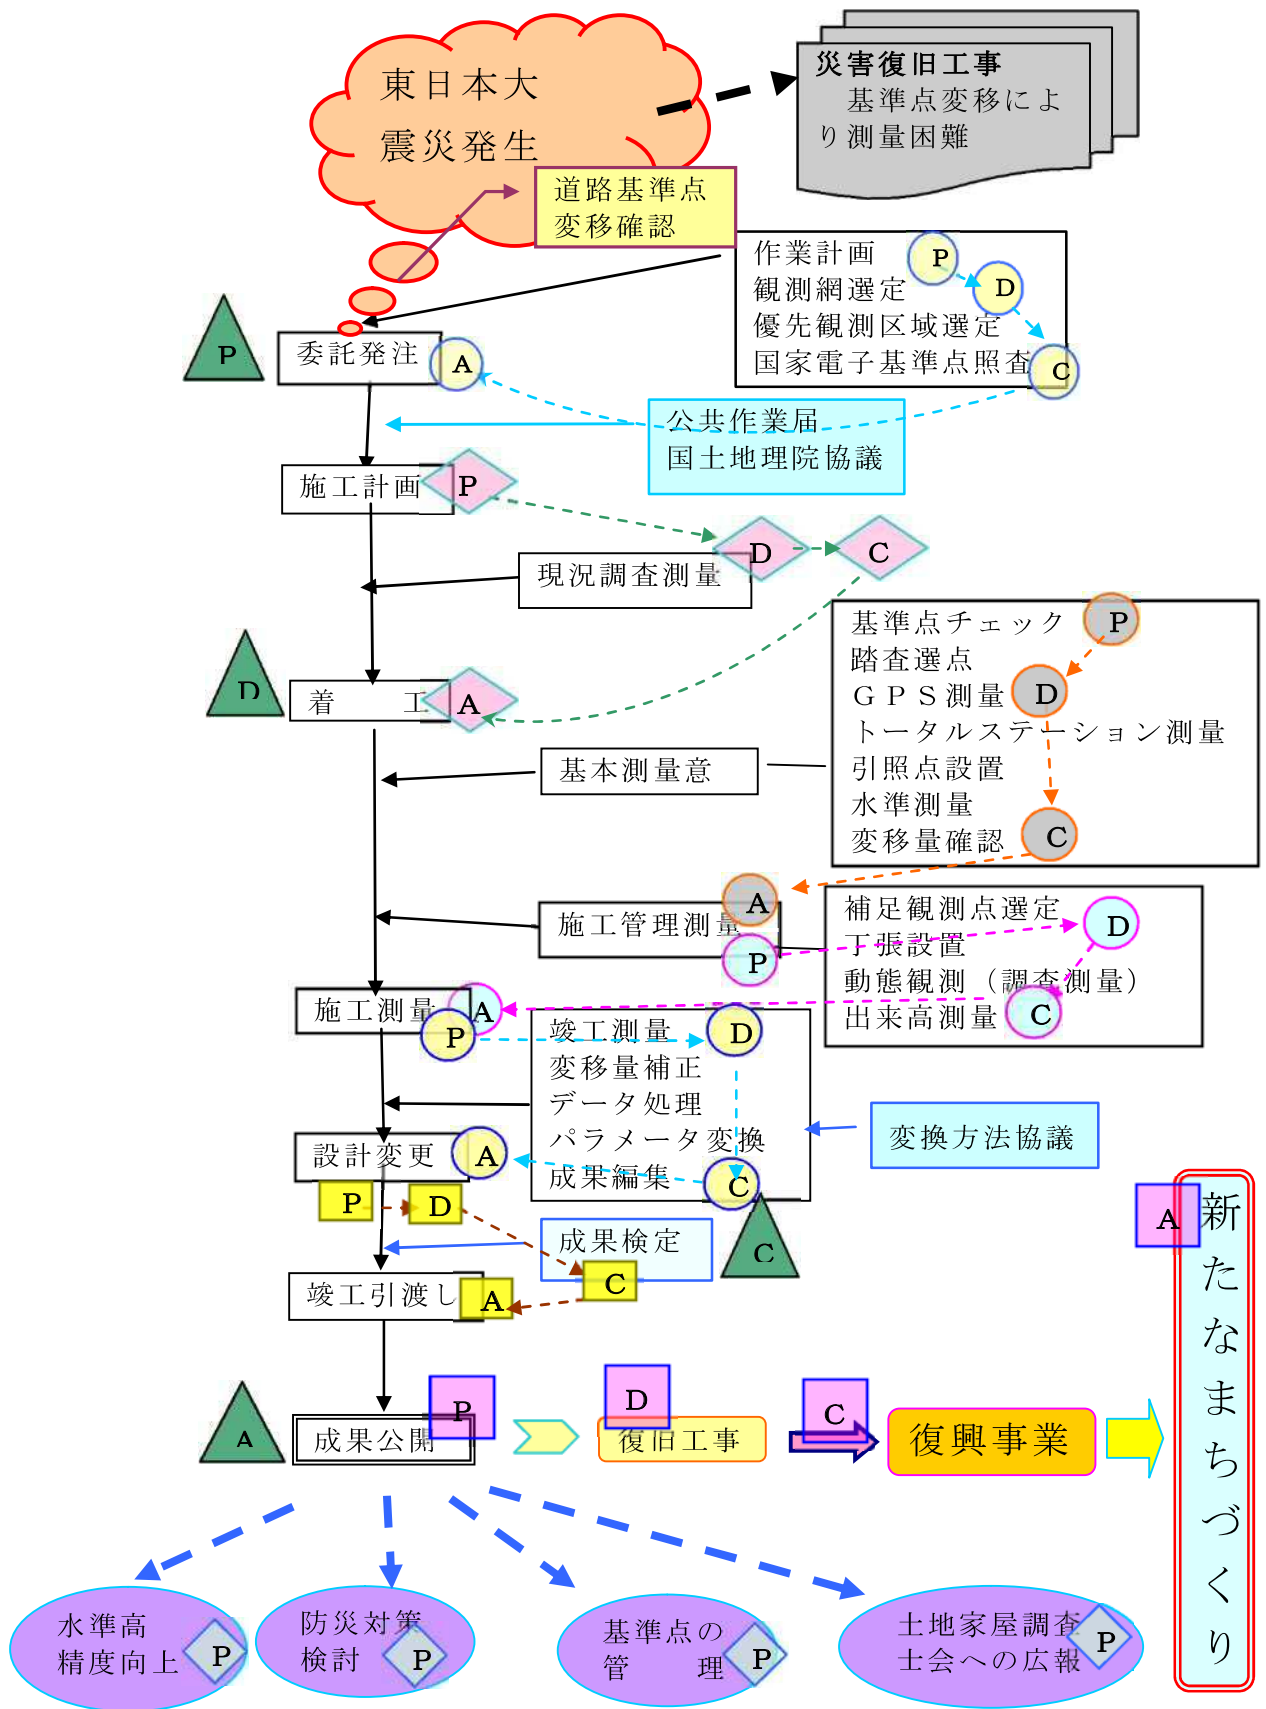 東日本大
震災発生
災害復旧工事
基準点変移によ
り測量困難
道路基準点
変移確認
作業計画
P
観測網選定
D
優先観測区域選定
国家電子基準点照査
C
P
委託発注
A
公共作業届
国土地理院協議
施工計画
P
D
C
現況調査測量
基準点チェック
P
踏査選点
GPS測量
D
トータルステーション測量
引照点設置
水準測量
変移量確認
C
D
着　　工
A
基本測量意
施工管理測量
A
P
補足観測点選定
D
丁張設置
動態観測（調査測量）
出来高測量
C
施工測量
A
P
竣工測量
D
変移量補正
データ処理
パラメータ変換
成果編集
C
変換方法協議
設計変更
A
P
D
成果検定
C
C
竣工引渡し
A
A
成果公開
P
D
復旧工事
C
復興事業
A
新たなまちづくり
水準高
精度向上
P
防災対策
検討
P
基準点の
管　　理
P
土地家屋調査
士会への広報
P